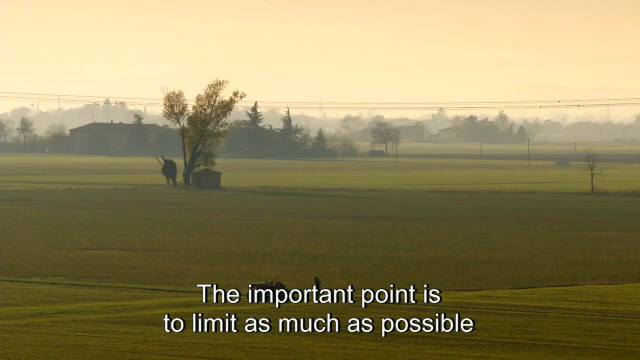 The important point is
to limit as much as possible